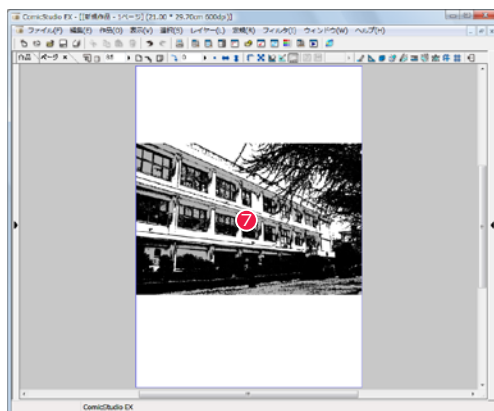 ComicStudio EX - [[新規作品 - 1ページ] [21.00 * 29.70cm 600dpi]]
ファイル(F) 編集(E) 作品(O) 表示(V) 選択(S) レイヤー(L) 定規(R) フィルタ(I) ウィンドウ(W) ヘルプ(H)
作品 ページ
7
ComicStudio EX